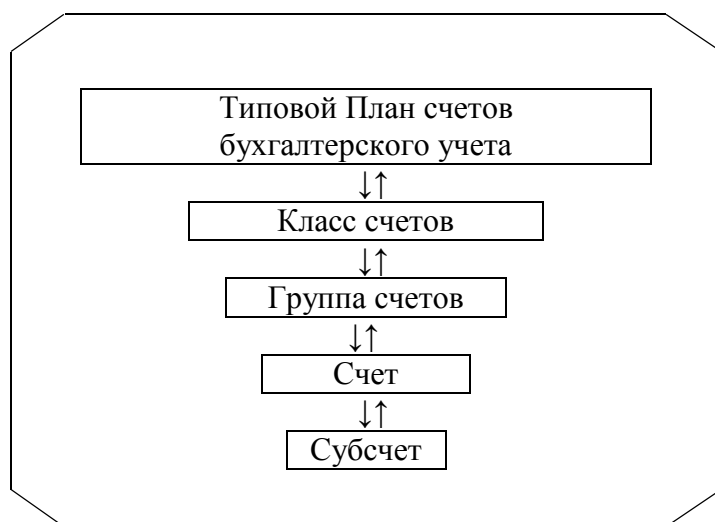 Типовой План счетов
бухгалтерского учета
↓↑
Класс счетов
↓↑
Группа счетов
↓↑
Счет
↓↑
Субсчет